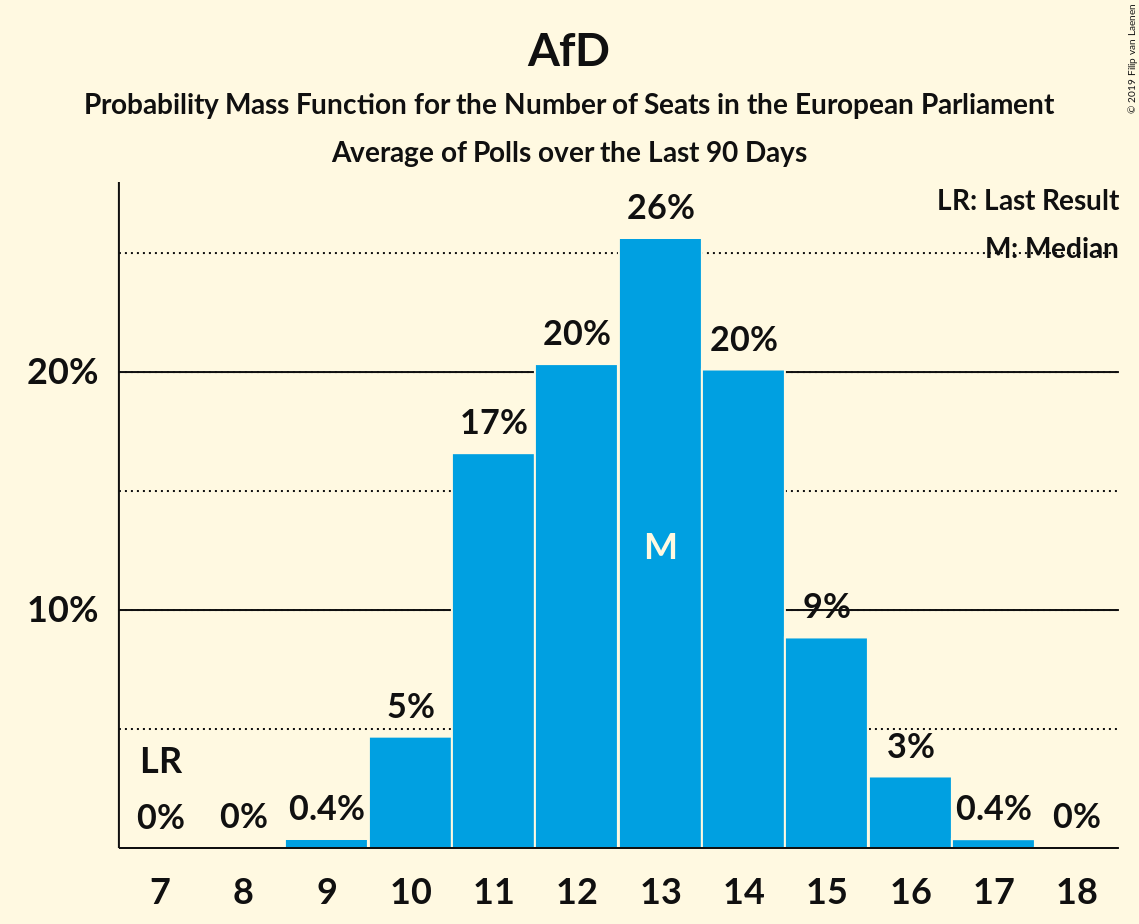 AfD
Probability Mass Function for the Number of Seats in the European Parliament
Average of Polls over the Last 90 Days
© 2019 Filip van Laenen
LR: Last Result
M: Median
26%
20%
20%
20%
17%
M
10%
9%
5%
3%
LR
0%
0%
0.4%
0.4%
0%
7 8 9 10 11 12 13 14 15 16 17 18